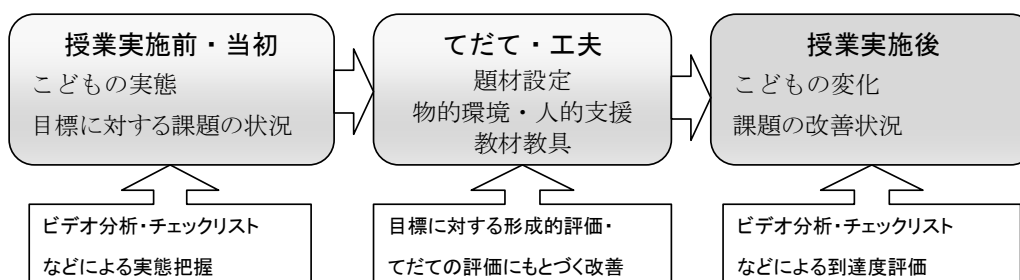 授業実施前・当初
こどもの実態
目標に対する課題の状況
てだて・工夫
題材設定
物的環境・人的支援
教材教具
授業実施後
こどもの変化
課題の改善状況
ビデオ分析・チェックリスト
などによる実態把握
目標に対する形成的評価・
てだての評価にもとづく改善
ビデオ分析・チェックリスト
などによる到達度評価